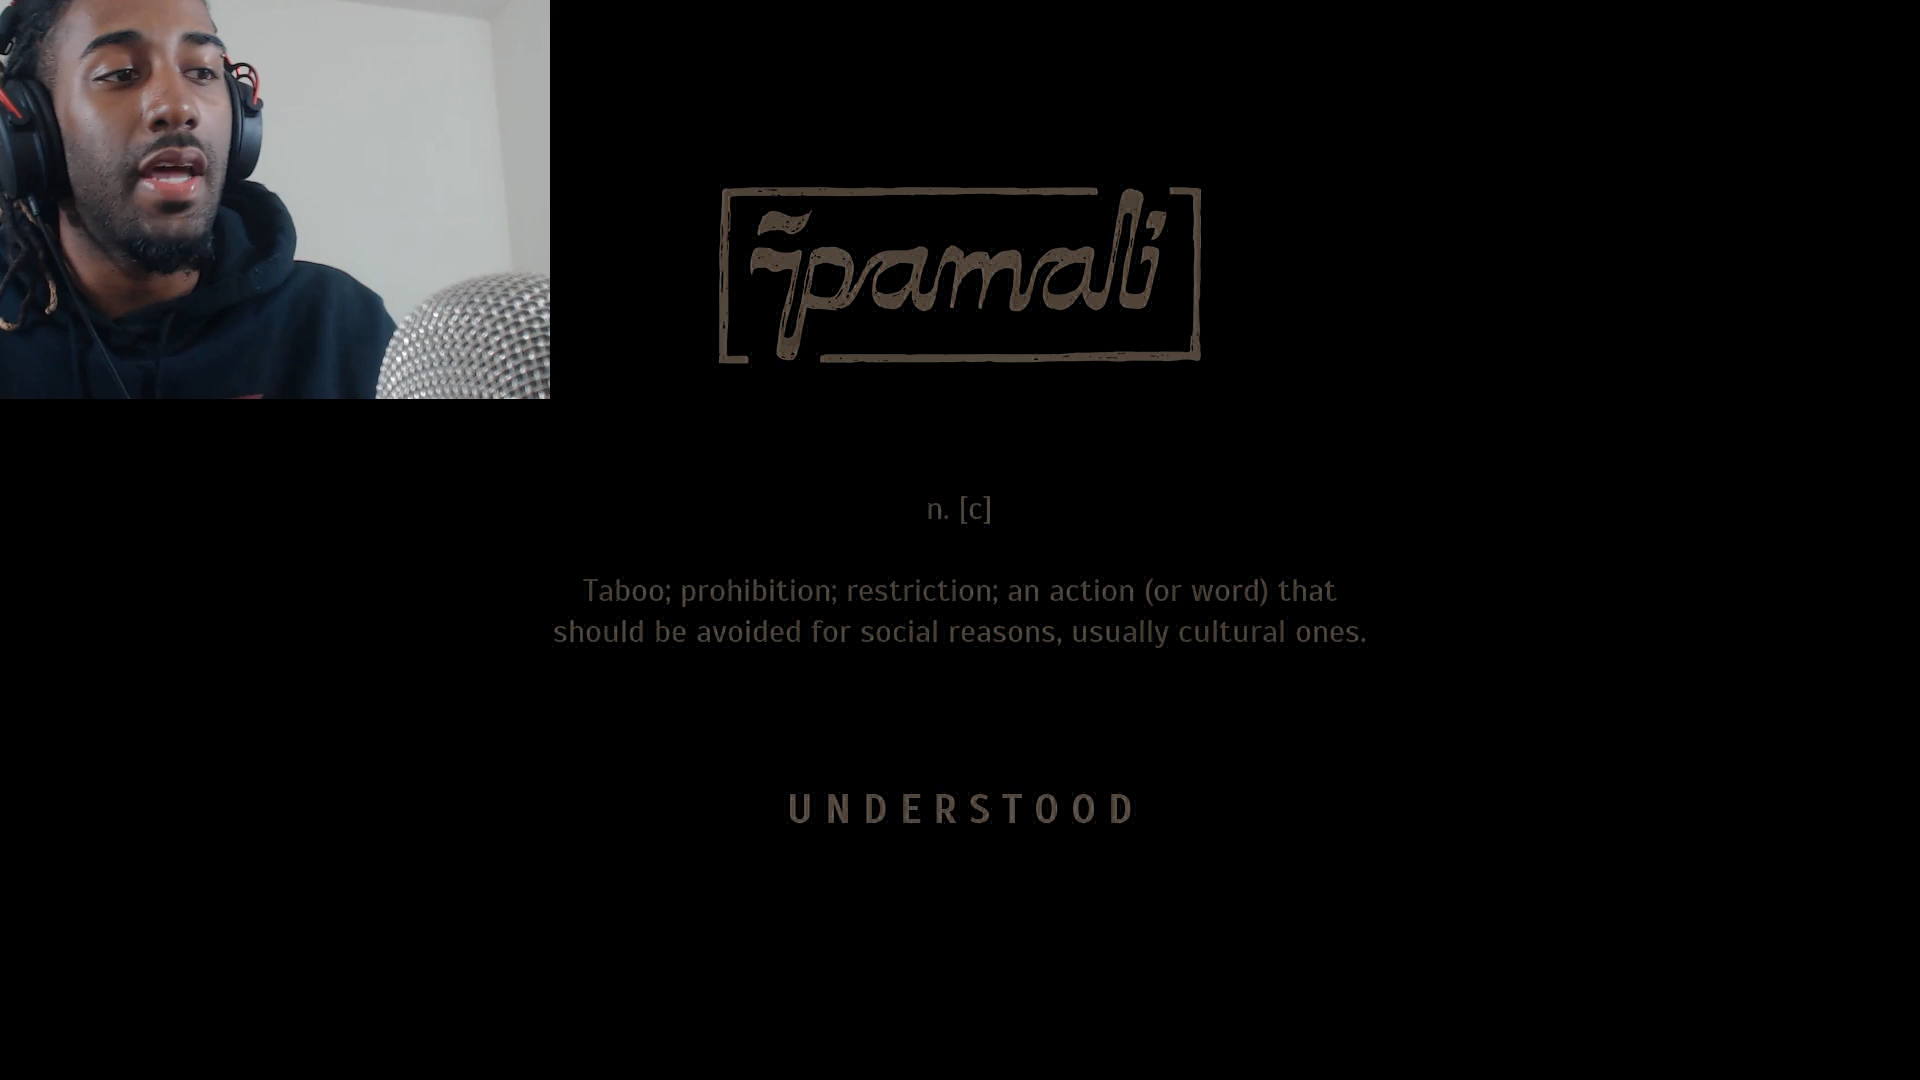 pamali
n. [c]
Taboo; prohibition; restriction; an action (or word) that
should be avoided for social reasons, usually cultural ones.
UNDERSTOOD